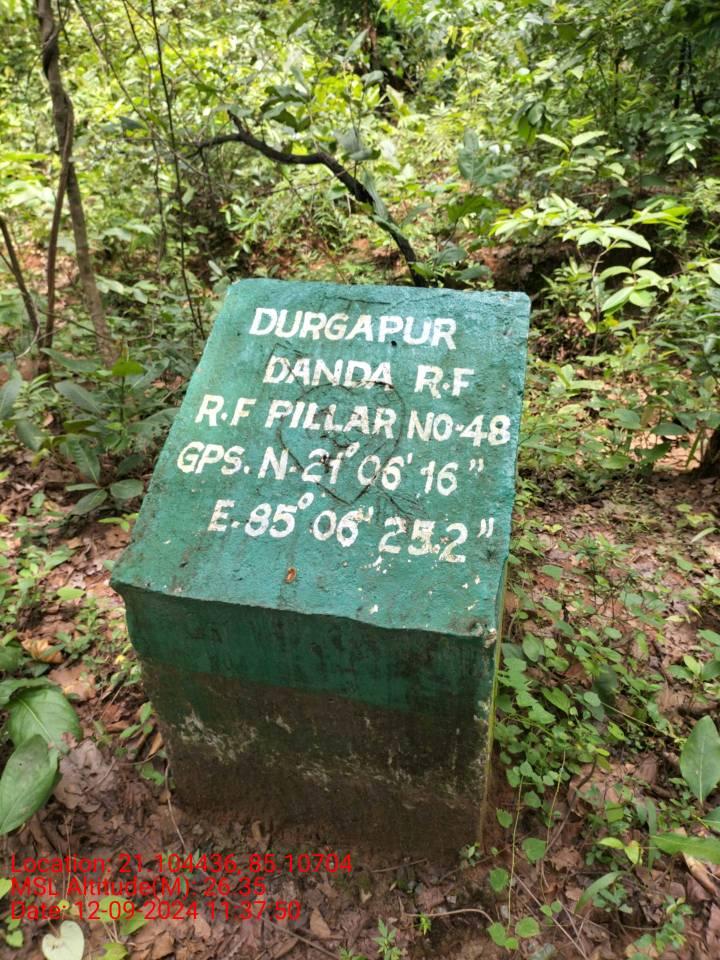 DURGAPUR
DANDA R.F
R.F PILLAR NO-48
GPS. N-21° 06' 16"
E.85° 06' 25.2"
Location: 21.104436, 85.10704
MSL Altitude(M): 26.35
Date: 12-09-2024 11:37:50